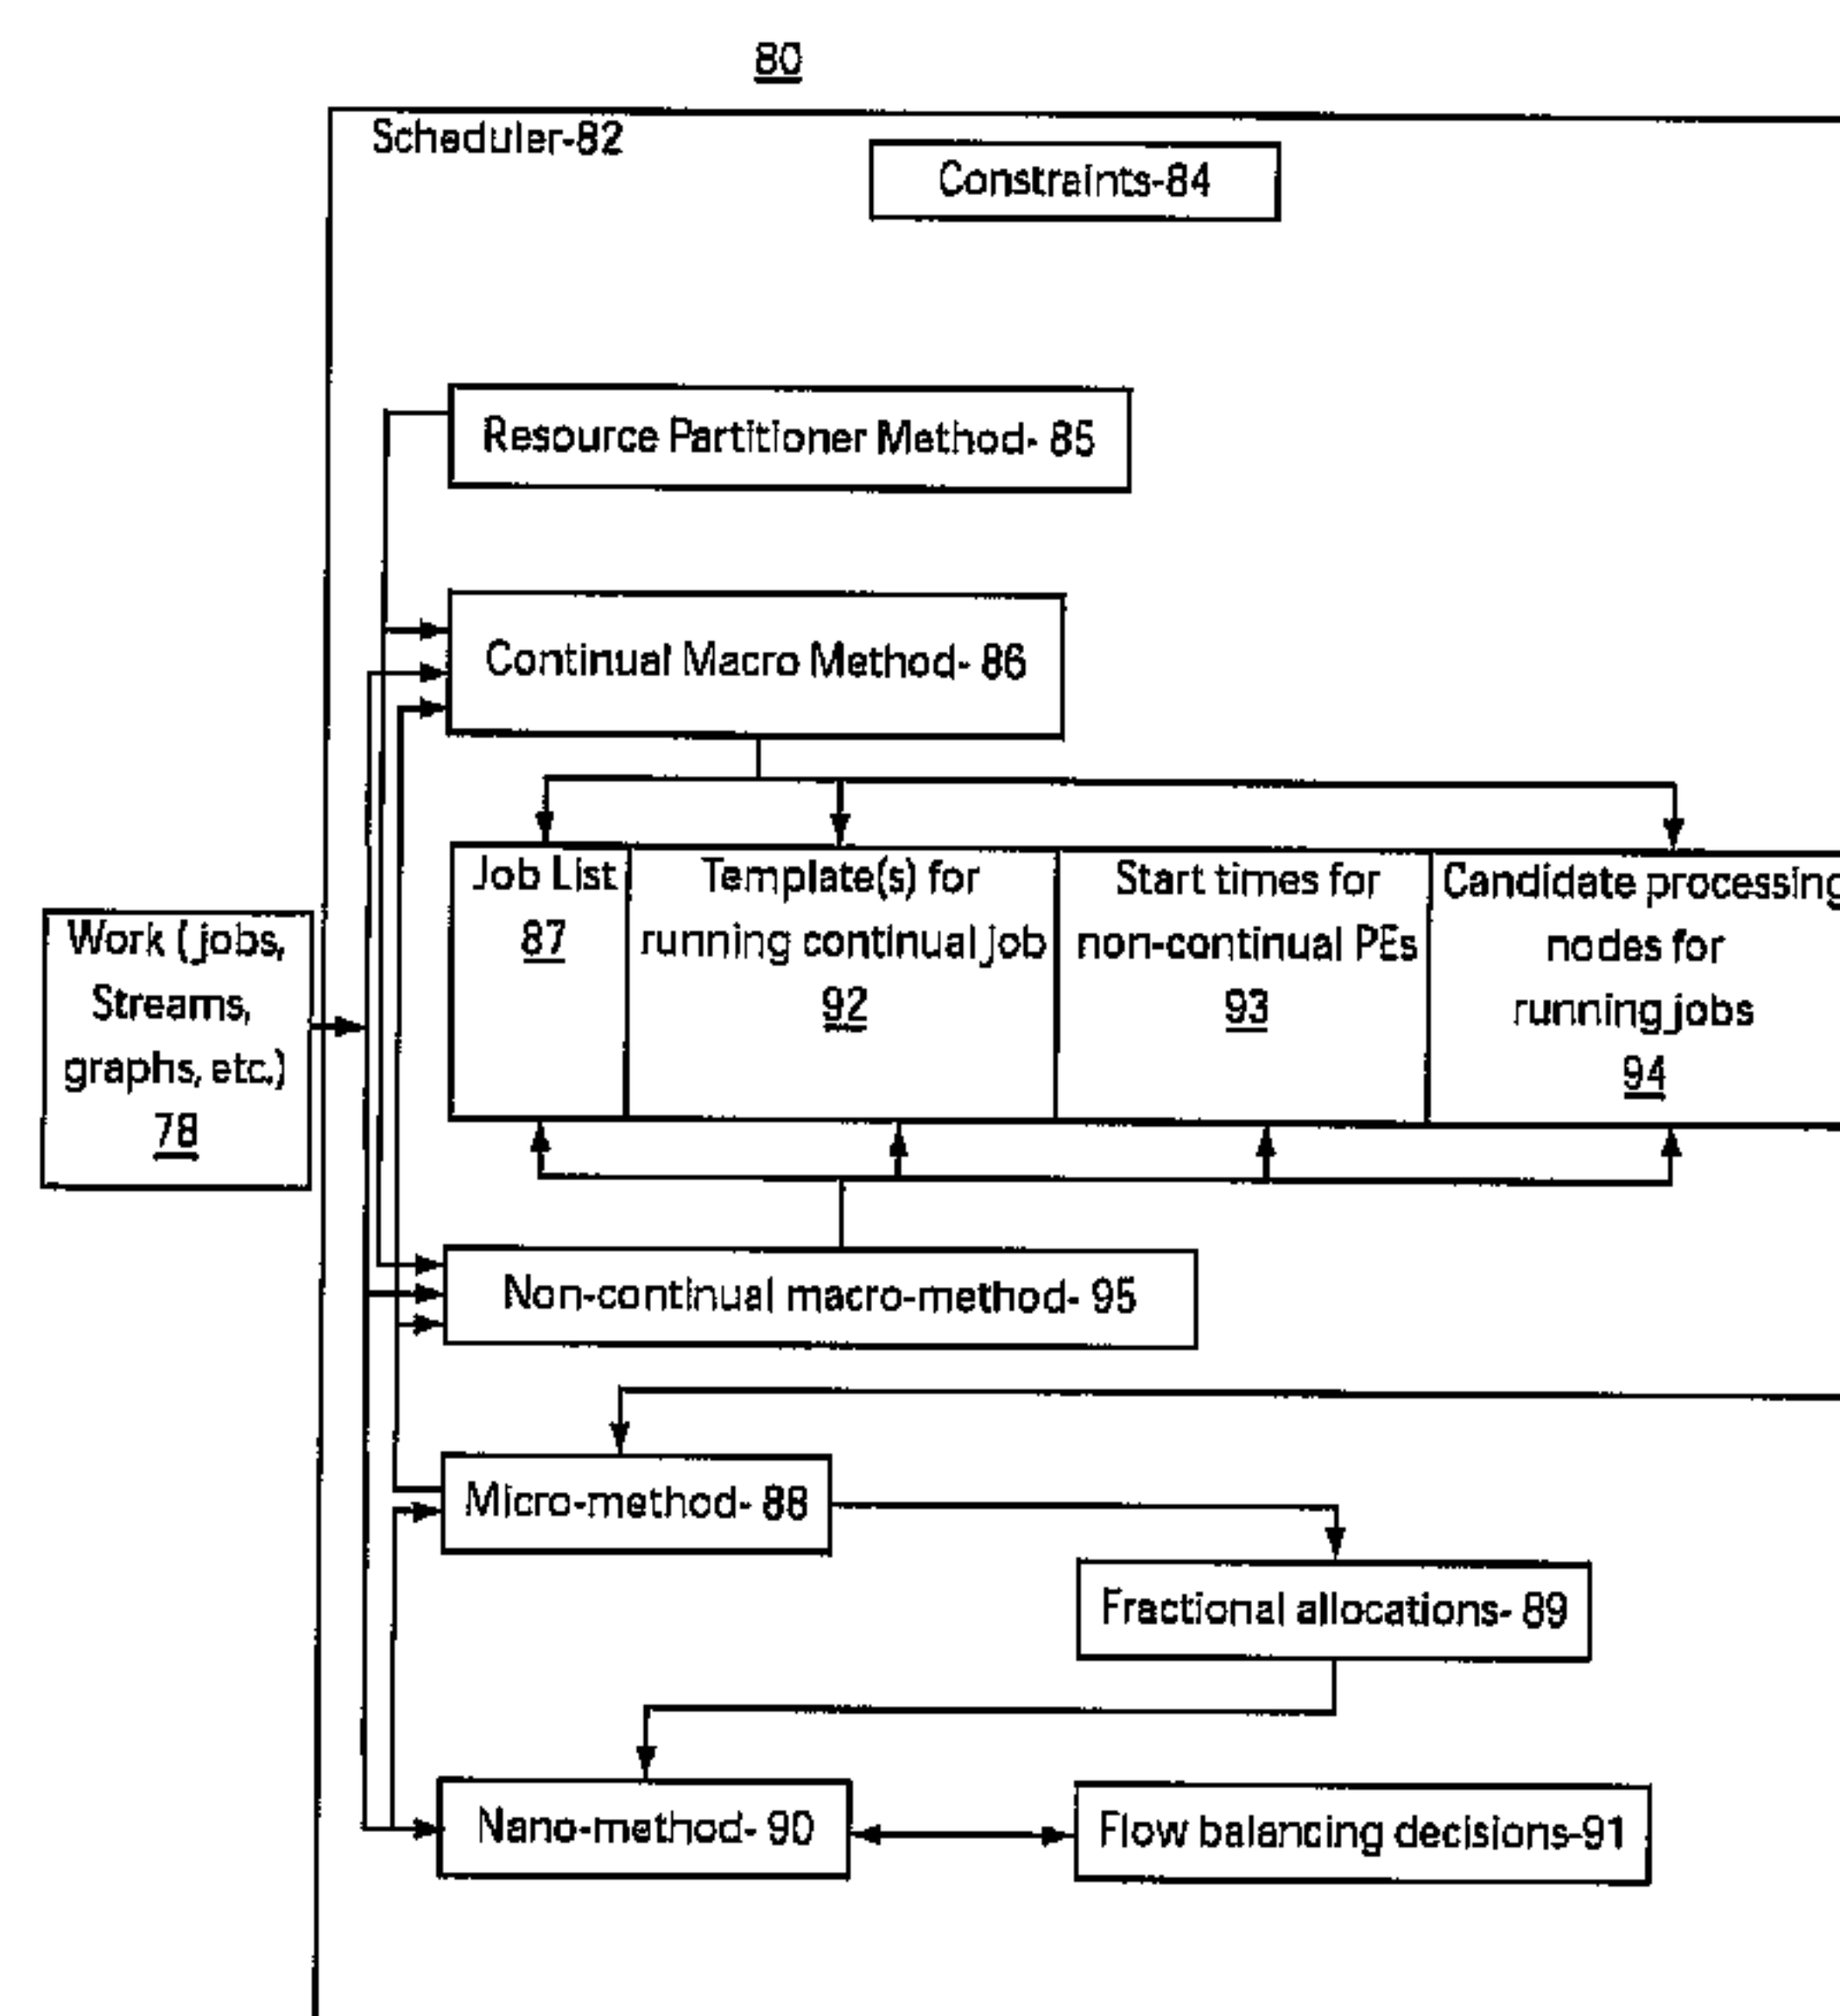 80
Scheduler-82
Constraints-84
Resource Partitioner Method- 85
Continual Macro Method- 86
Job List
87
Template(s) for
running continual job
92
Start times for
non-continual PEs
93
Candidate processing
nodes for
running jobs
94
Work (jobs,
Streams,
graphs, etc.)
78
Non-continual macro-method- 95
Micro-method- 88
Fractional allocations- 89
Nano-method- 90
Flow balancing decisions-91